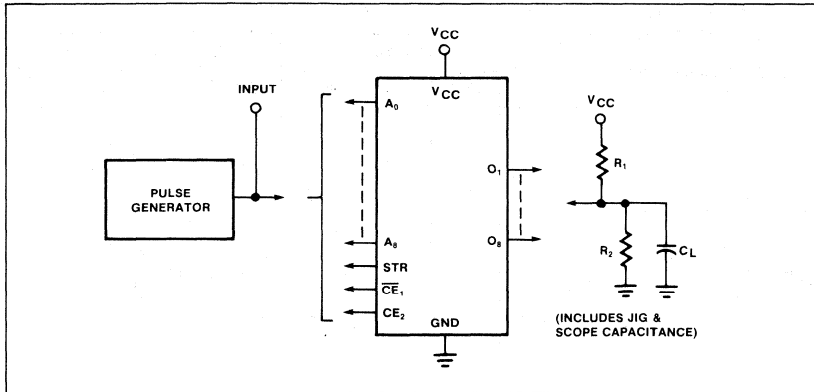 VCC
INPUT
VCC
A0
VCC
PULSE
GENERATOR
O1
R1
A8
O8
R2
CL
STR
CE1
CE2
GND
(INCLUDES JIG &
SCOPE CAPACITANCE)